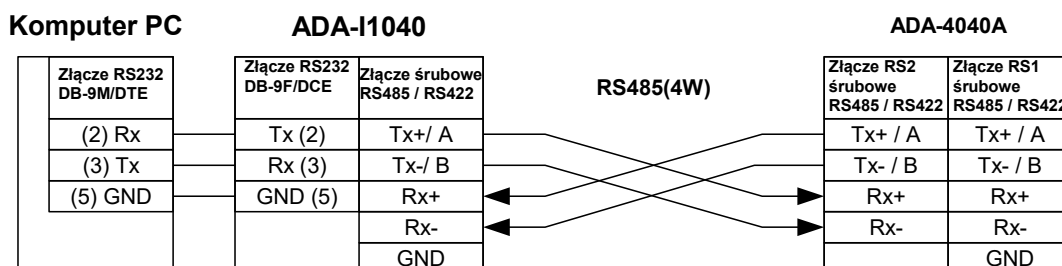 Komputer PC
ADA-I1040
ADA-4040A
Złącze RS232
DB-9M/DTE
Złącze RS232
DB-9F/DCE
Złącze śrubowe
RS485 / RS422
RS485(4W)
Złącze RS2
śrubowe
RS485 / RS422
Złącze RS1
śrubowe
RS485 / RS422
(2) Rx
Tx (2)
Tx+/ A
Tx+ / A
Tx+ / A
(3) Tx
Rx (3)
Tx-/ B
Tx- / B
Tx- / B
(5) GND
GND (5)
Rx+
Rx+
Rx+
Rx-
Rx-
Rx-
GND
GND